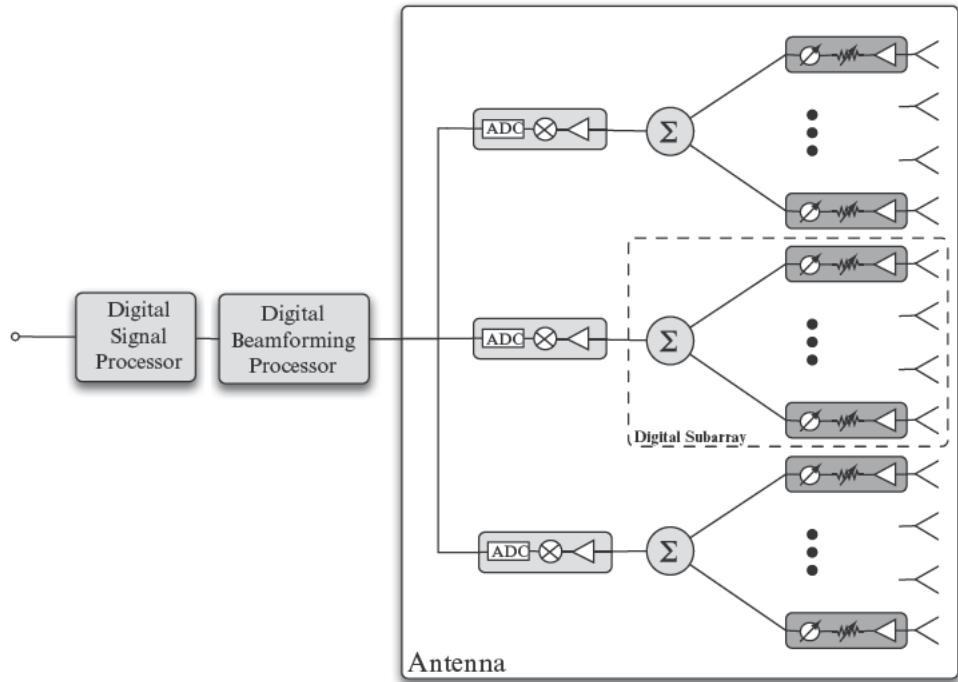 ADC
Σ
Digital
Signal
Processor
Digital
Beamforming
Processor
ADC
Σ
Digital Subarray
ADC
Σ
Antenna